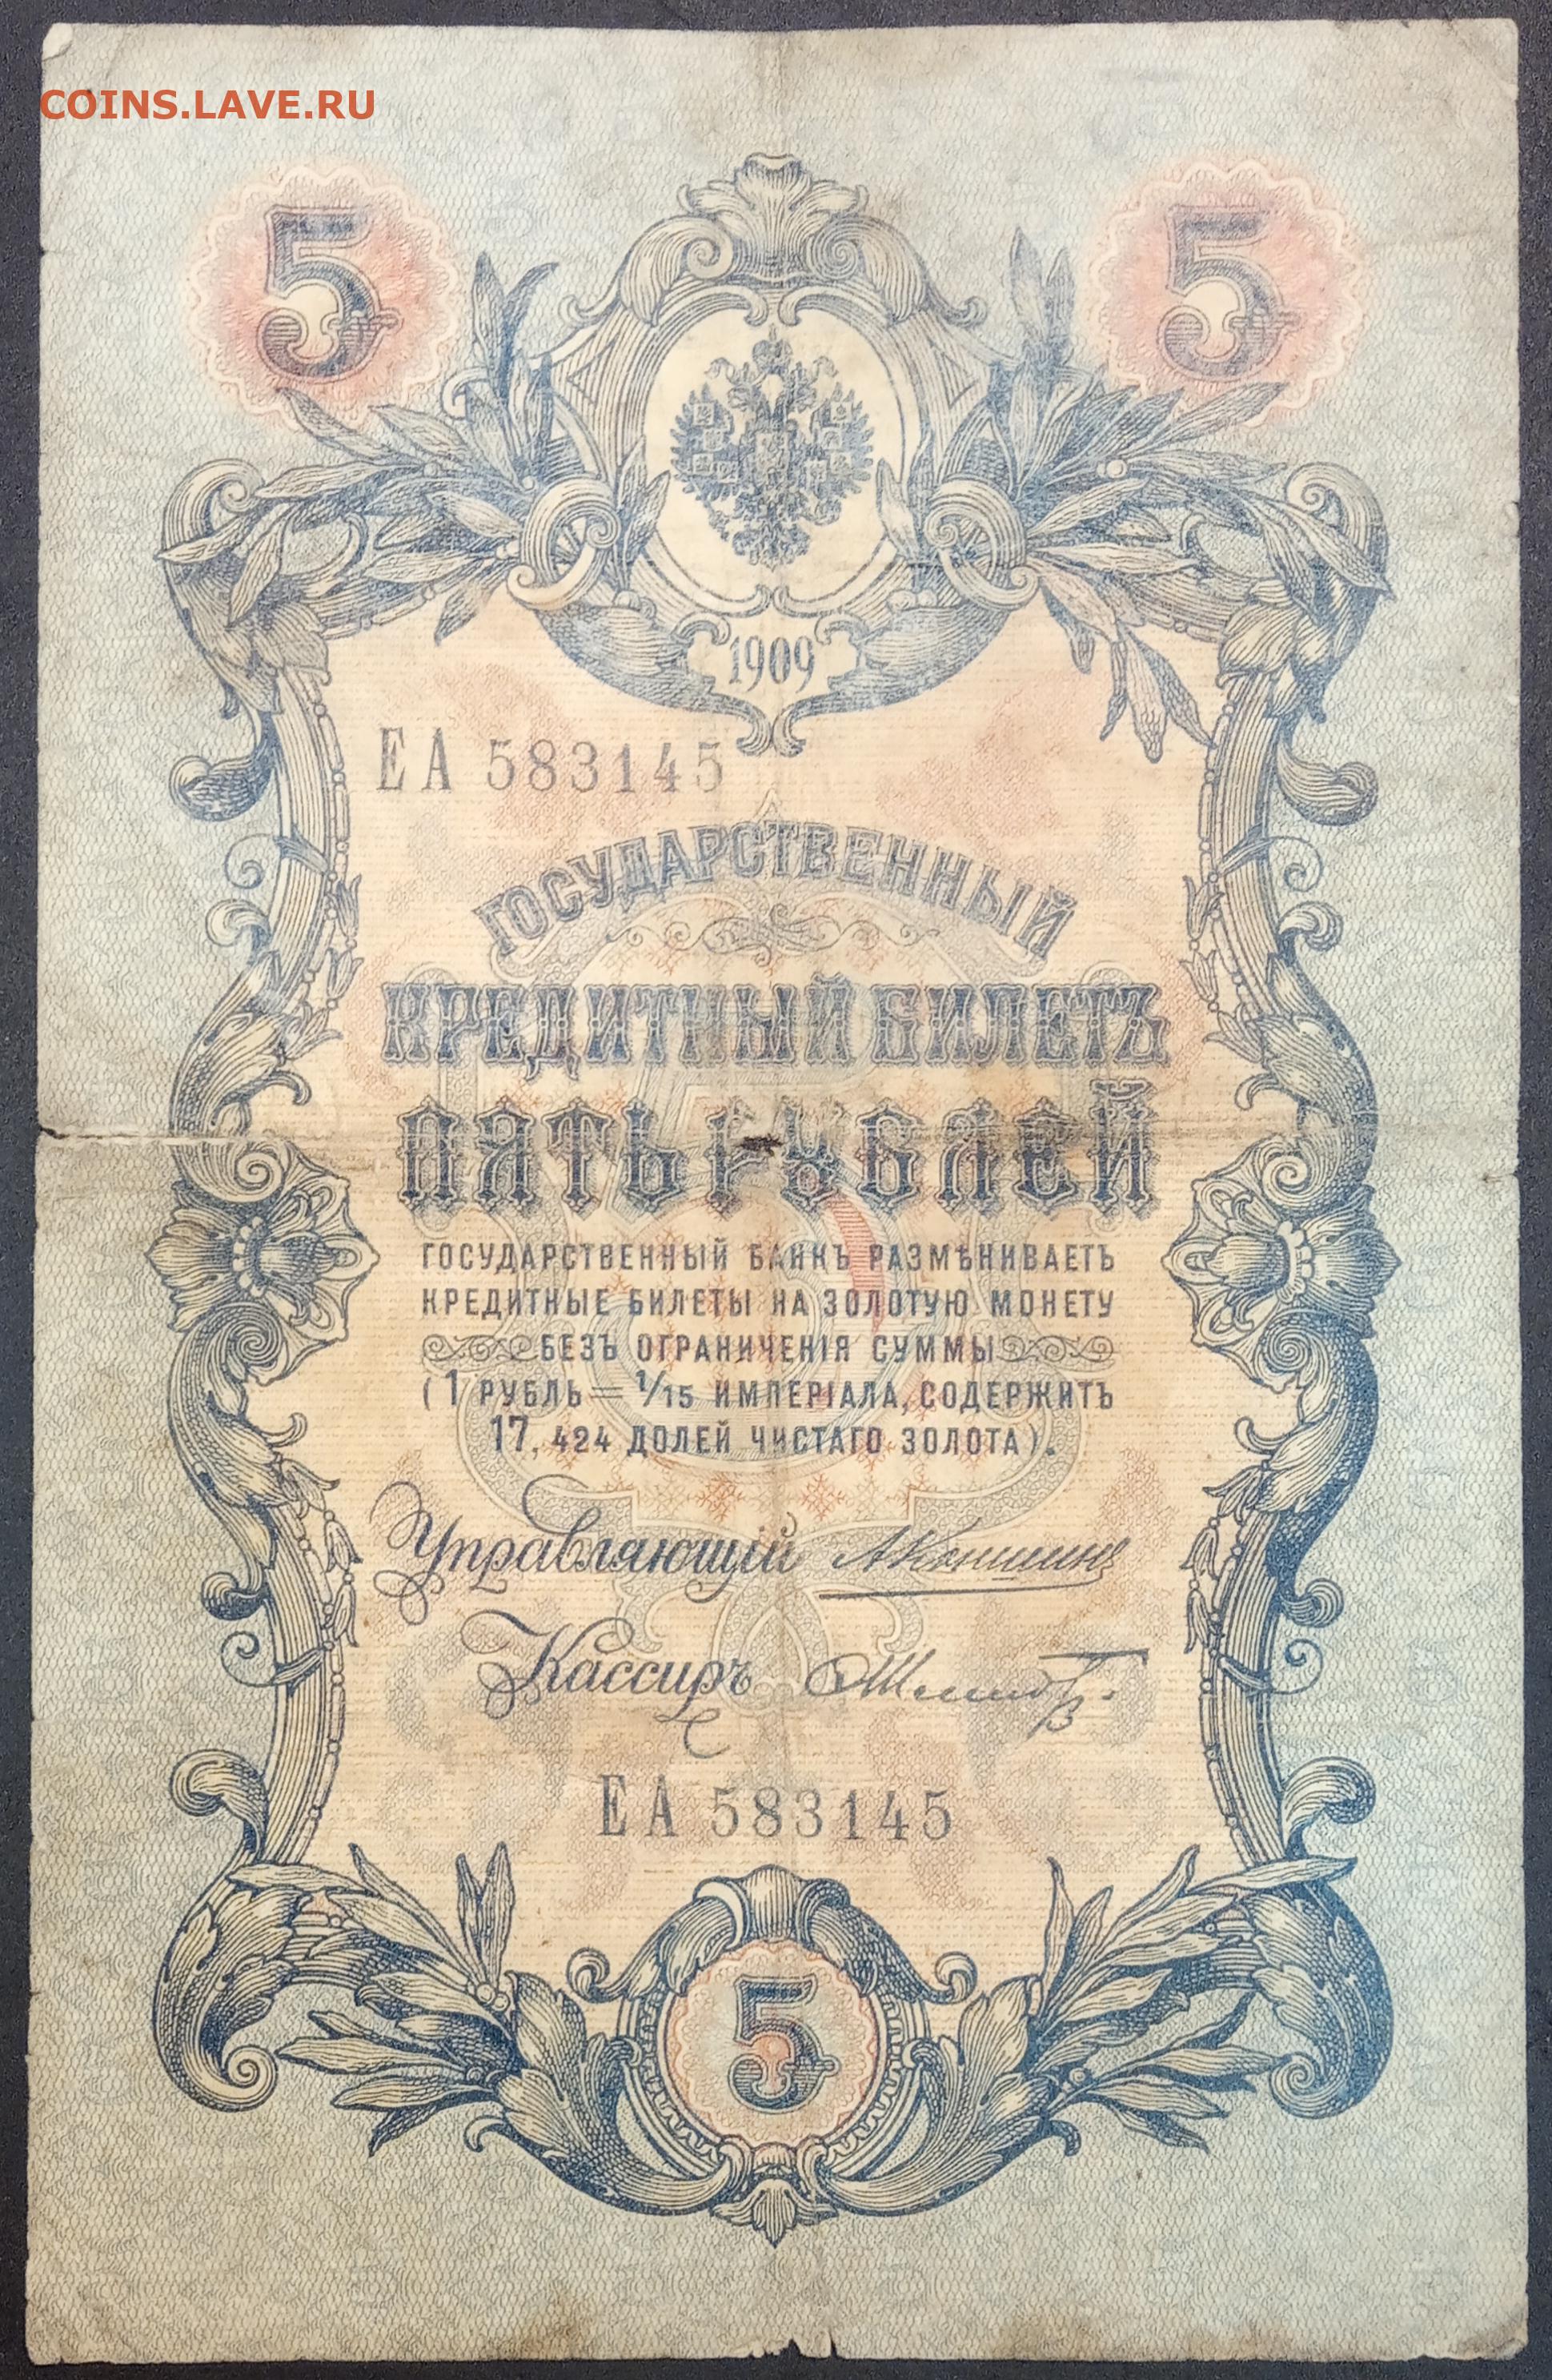 COINS.LAVE.RU
5 5
1909
ЕА 583145
ГОСУДАРСТВЕННЫЙ
КРЕДИТНЫЙ БИЛЕТЪ
ПЯТЬ РУБЛЕЙ
ГОСУДАРСТВЕННЫЙ БАНКЪ РАЗМѢНИВАЕТЪ
КРЕДИТНЫЕ БИЛЕТЫ НА ЗОЛОТУЮ МОНЕТУ
БЕЗЪ ОГРАНИЧЕНІЯ СУММЫ
(1 РУБЛЬ = 1/15 ИМПЕРІАЛА, СОДЕРЖИТЪ
17,424 ДОЛЕЙ ЧИСТАГО ЗОЛОТА).
Управляющій АКоншинъ
Кассиръ
ЕА 583145
5